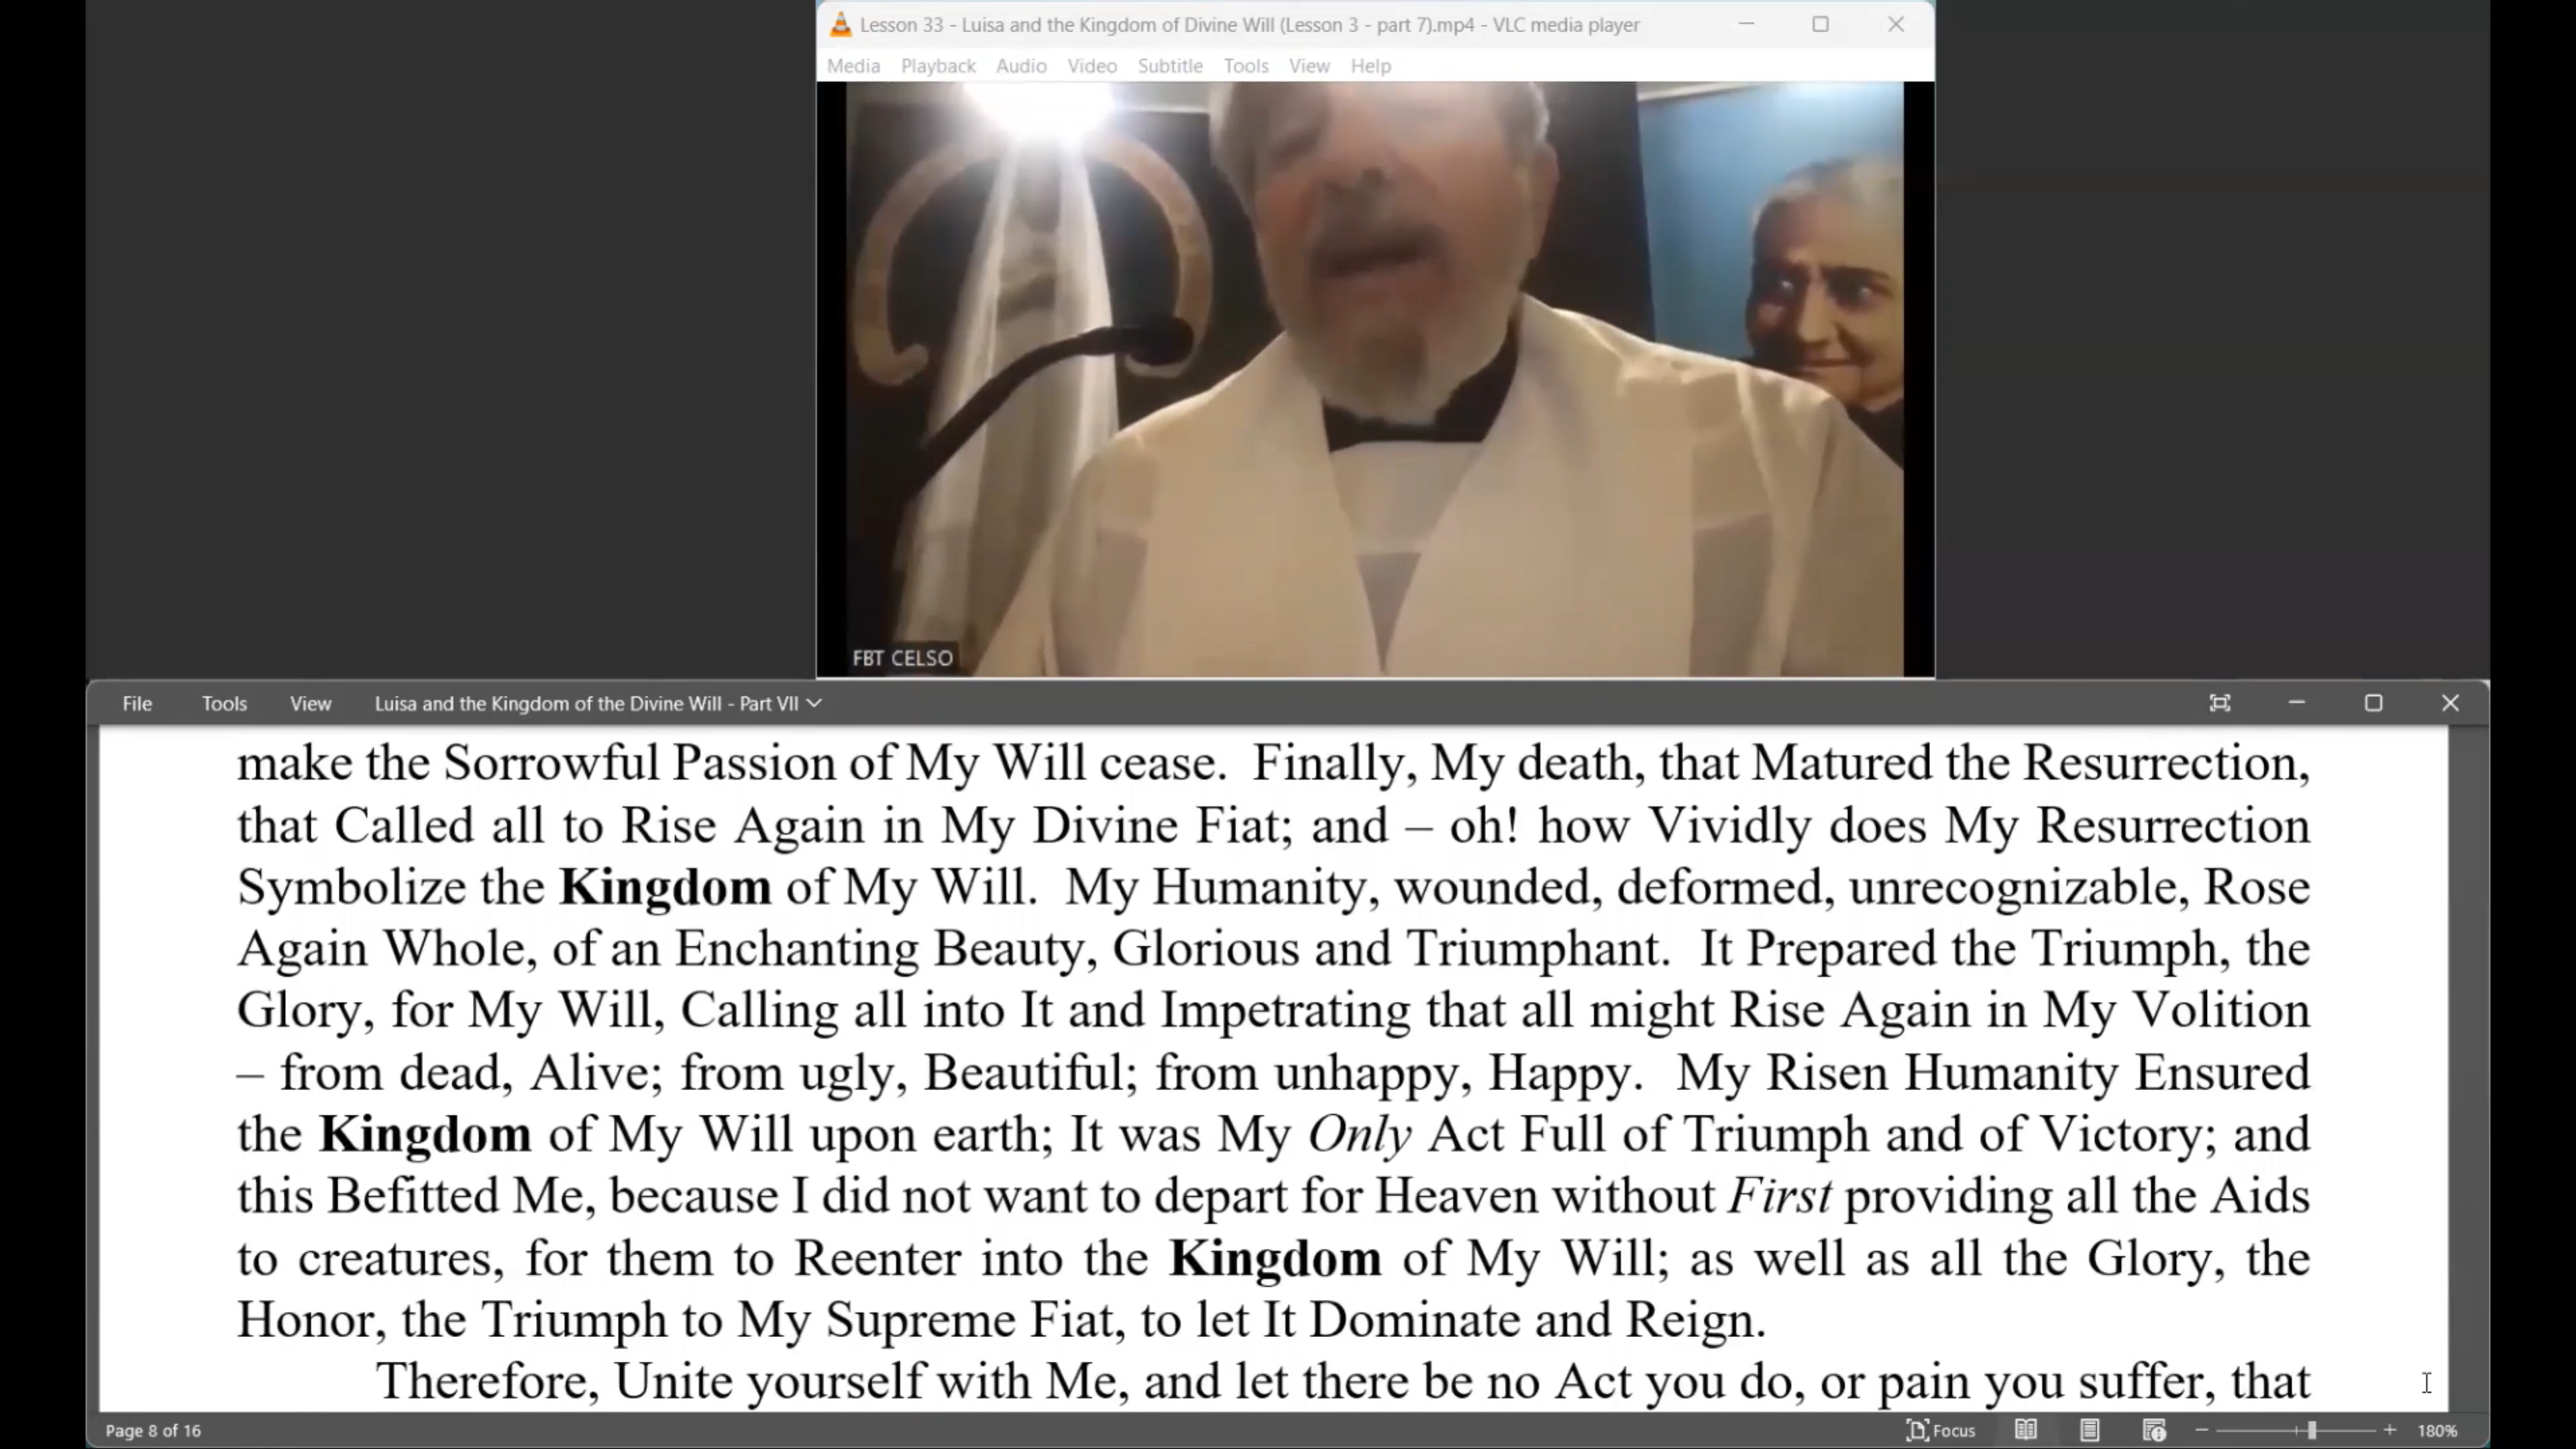 Lesson 33 - Luisa and the Kingdom of Divine Will (Lesson 3 - part 7).mp4 - VLC media player
Media Playback Audio Video Subtitle Tools View Help
FBT CELSO
File Tools View Luisa and the Kingdom of the Divine Will - Part VII
make the Sorrowful Passion of My Will cease. Finally, My death, that Matured the Resurrection,
that Called all to Rise Again in My Divine Fiat; and – oh! how Vividly does My Resurrection
Symbolize the Kingdom of My Will. My Humanity, wounded, deformed, unrecognizable, Rose
Again Whole, of an Enchanting Beauty, Glorious and Triumphant. It Prepared the Triumph, the
Glory, for My Will, Calling all into It and Impetrating that all might Rise Again in My Volition
– from dead, Alive; from ugly, Beautiful; from unhappy, Happy. My Risen Humanity Ensured
the Kingdom of My Will upon earth; It was My Only Act Full of Triumph and of Victory; and
this Befitted Me, because I did not want to depart for Heaven without First providing all the Aids
to creatures, for them to Reenter into the Kingdom of My Will; as well as all the Glory, the
Honor, the Triumph to My Supreme Fiat, to let It Dominate and Reign.
Therefore, Unite yourself with Me, and let there be no Act you do, or pain you suffer, that
Page 8 of 16 Focus 180%